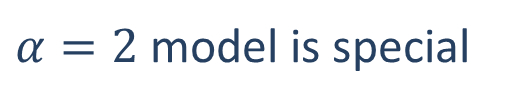 𝛼 = 2 model is special